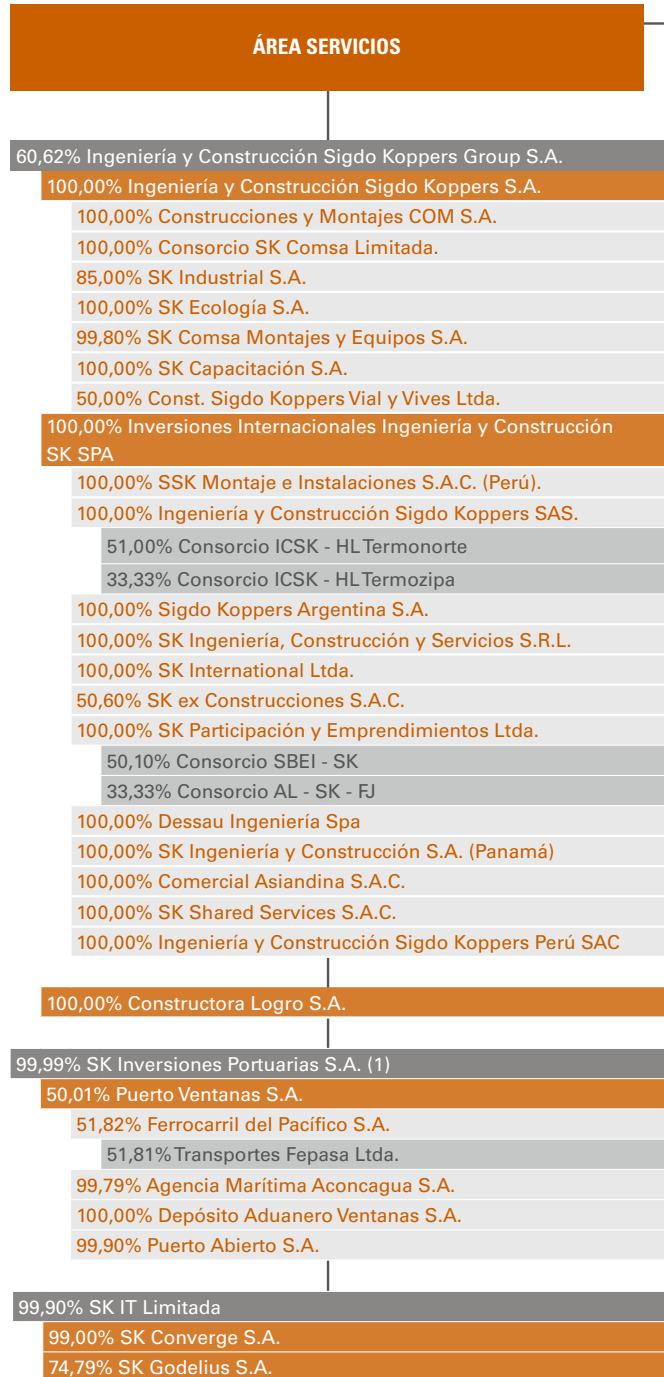 ÁREA SERVICIOS
60,62% Ingeniería y Construcción Sigdo Koppers Group S.A.
100,00% Ingeniería y Construcción Sigdo Koppers S.A.
100,00% Construcciones y Montajes COM S.A.
100,00% Consorcio SK Comsa Limitada.
85,00% SK Industrial S.A.
100,00% SK Ecología S.A.
99,80% SK Comsa Montajes y Equipos S.A.
100,00% SK Capacitación S.A.
50,00% Const. Sigdo Koppers Vial y Vives Ltda.
100,00% Inversiones Internacionales Ingeniería y Construcción
SK SPA
100,00% SSK Montaje e Instalaciones S.A.C. (Perú).
100,00% Ingeniería y Construcción Sigdo Koppers SAS.
51,00% Consorcio ICSK - HL Termonorte
33,33% Consorcio ICSK - HL Termozipa
100,00% Sigdo Koppers Argentina S.A.
100,00% SK Ingeniería, Construcción y Servicios S.R.L.
100,00% SK International Ltda.
50,60% SK ex Construcciones S.A.C.
100,00% SK Participación y Emprendimientos Ltda.
50,10% Consorcio SBEI - SK
33,33% Consorcio AL - SK - FJ
100,00% Dessau Ingeniería Spa
100,00% SK Ingeniería y Construcción S.A. (Panamá)
100,00% Comercial Asiandina S.A.C.
100,00% SK Shared Services S.A.C.
100,00% Ingeniería y Construcción Sigdo Koppers Perú SAC
100,00% Constructora Logro S.A.
99,99% SK Inversiones Portuarias S.A. (1)
50,01% Puerto Ventanas S.A.
51,82% Ferrocarril del Pacífico S.A.
51,81% Transportes Fepasa Ltda.
99,79% Agencia Marítima Aconcagua S.A.
100,00% Depósito Aduanero Ventanas S.A.
99,90% Puerto Abierto S.A.
99,90% SK IT Limitada
99,00% SK Converge S.A.
74,79% SK Godelius S.A.